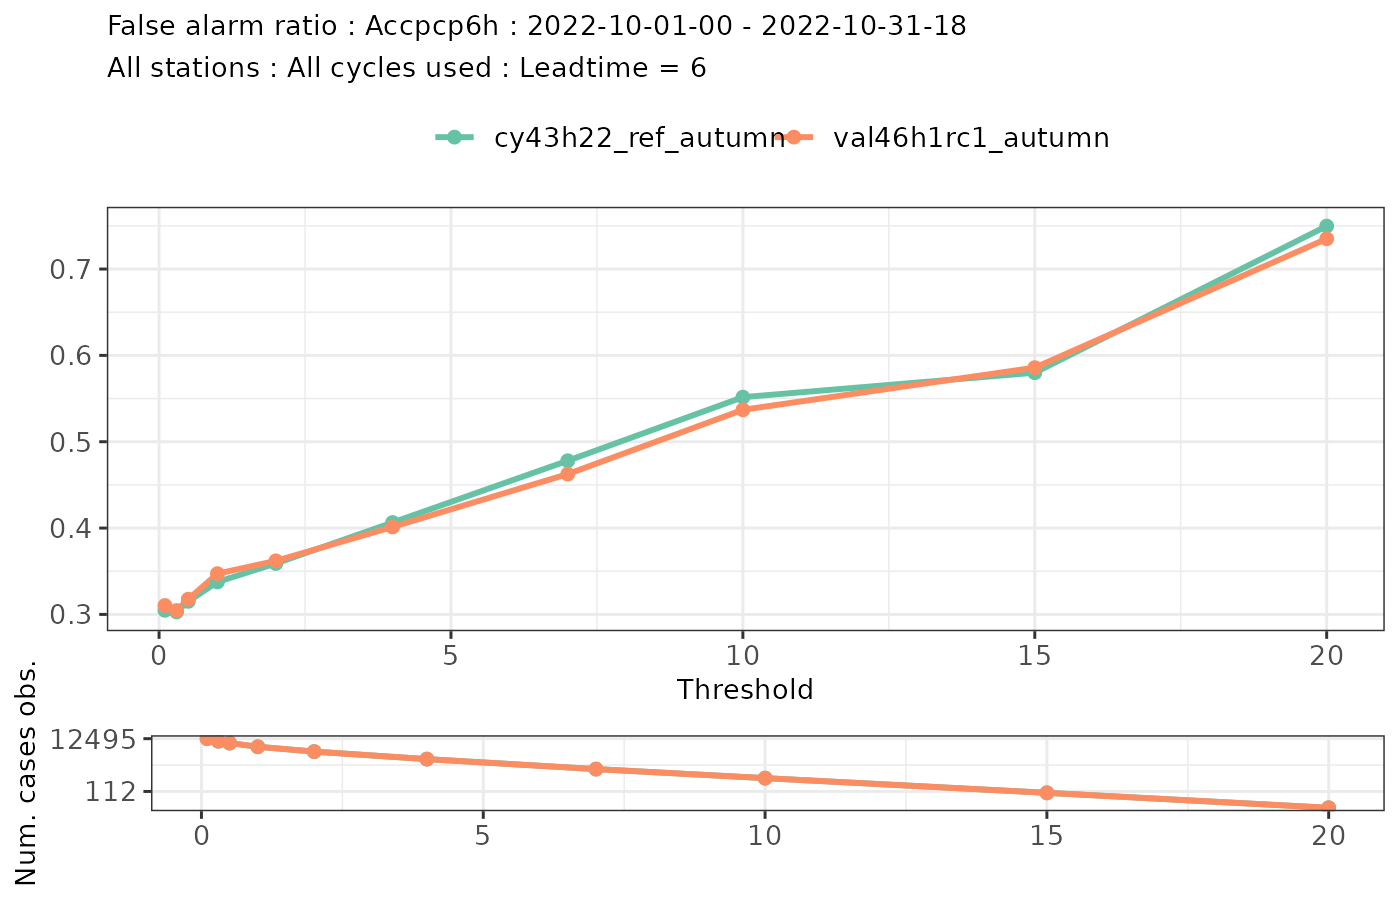 False alarm ratio : Accpcp6h : 2022-10-01-00 - 2022-10-31-18
All stations : All cycles used : Leadtime = 6
cy43h22_ref_autumn val46h1rc1_autumn
0.7
0.6
0.5
0.4
0.3
0 5 10 15 20
Threshold
Num. cases obs.
12495
112
0 5 10 15 20